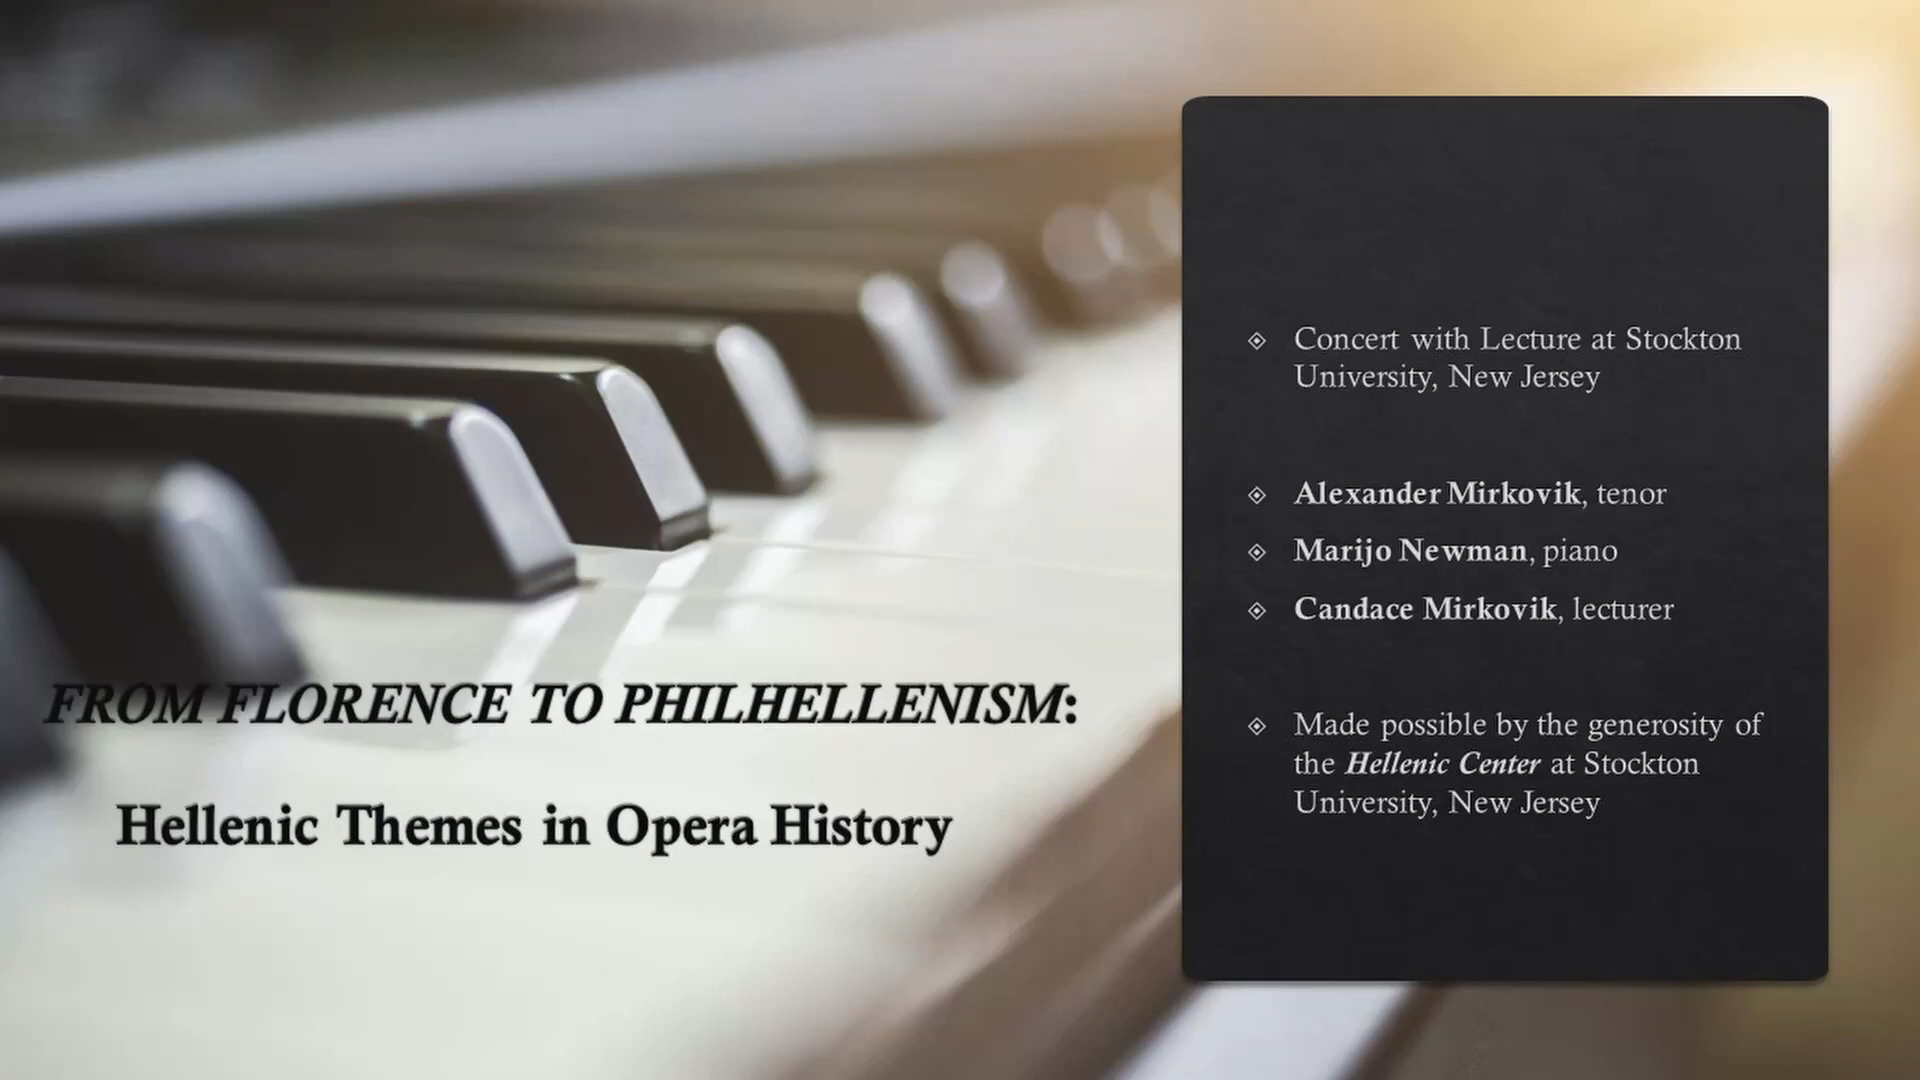 FROM FLORENCE TO PHILHELLENISM:
Hellenic Themes in Opera History
Concert with Lecture at Stockton
University, New Jersey
Alexander Mirkovik, tenor
Marijo Newman, piano
Candace Mirkovik, lecturer
Made possible by the generosity of
the Hellenic Center at Stockton
University, New Jersey